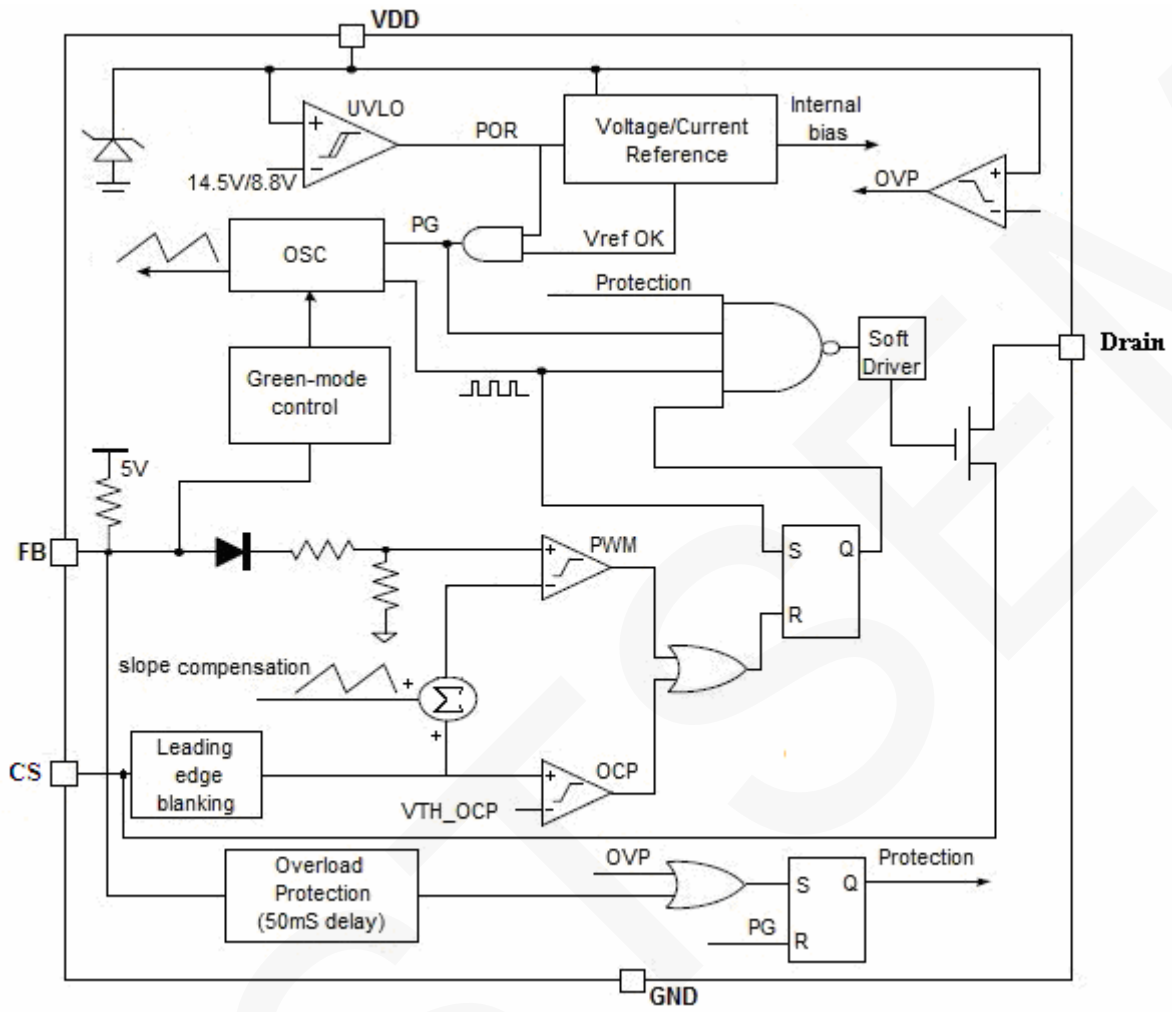 VDD
UVLO
POR
Voltage/Current
Reference
Internal
bias
+
−
14.5V/8.8V
OVP
+
−
PG
OSC
Vref OK
Protection
Soft
Driver
Drain
Green-mode
control
5V
FB
+
−
PWM
S
Q
R
slope compensation
+
Σ
+
CS
Leading
edge
blanking
+
−
OCP
VTH_OCP
Overload
Protection
(50mS delay)
OVP
PG
S
Q
R
Protection
GND